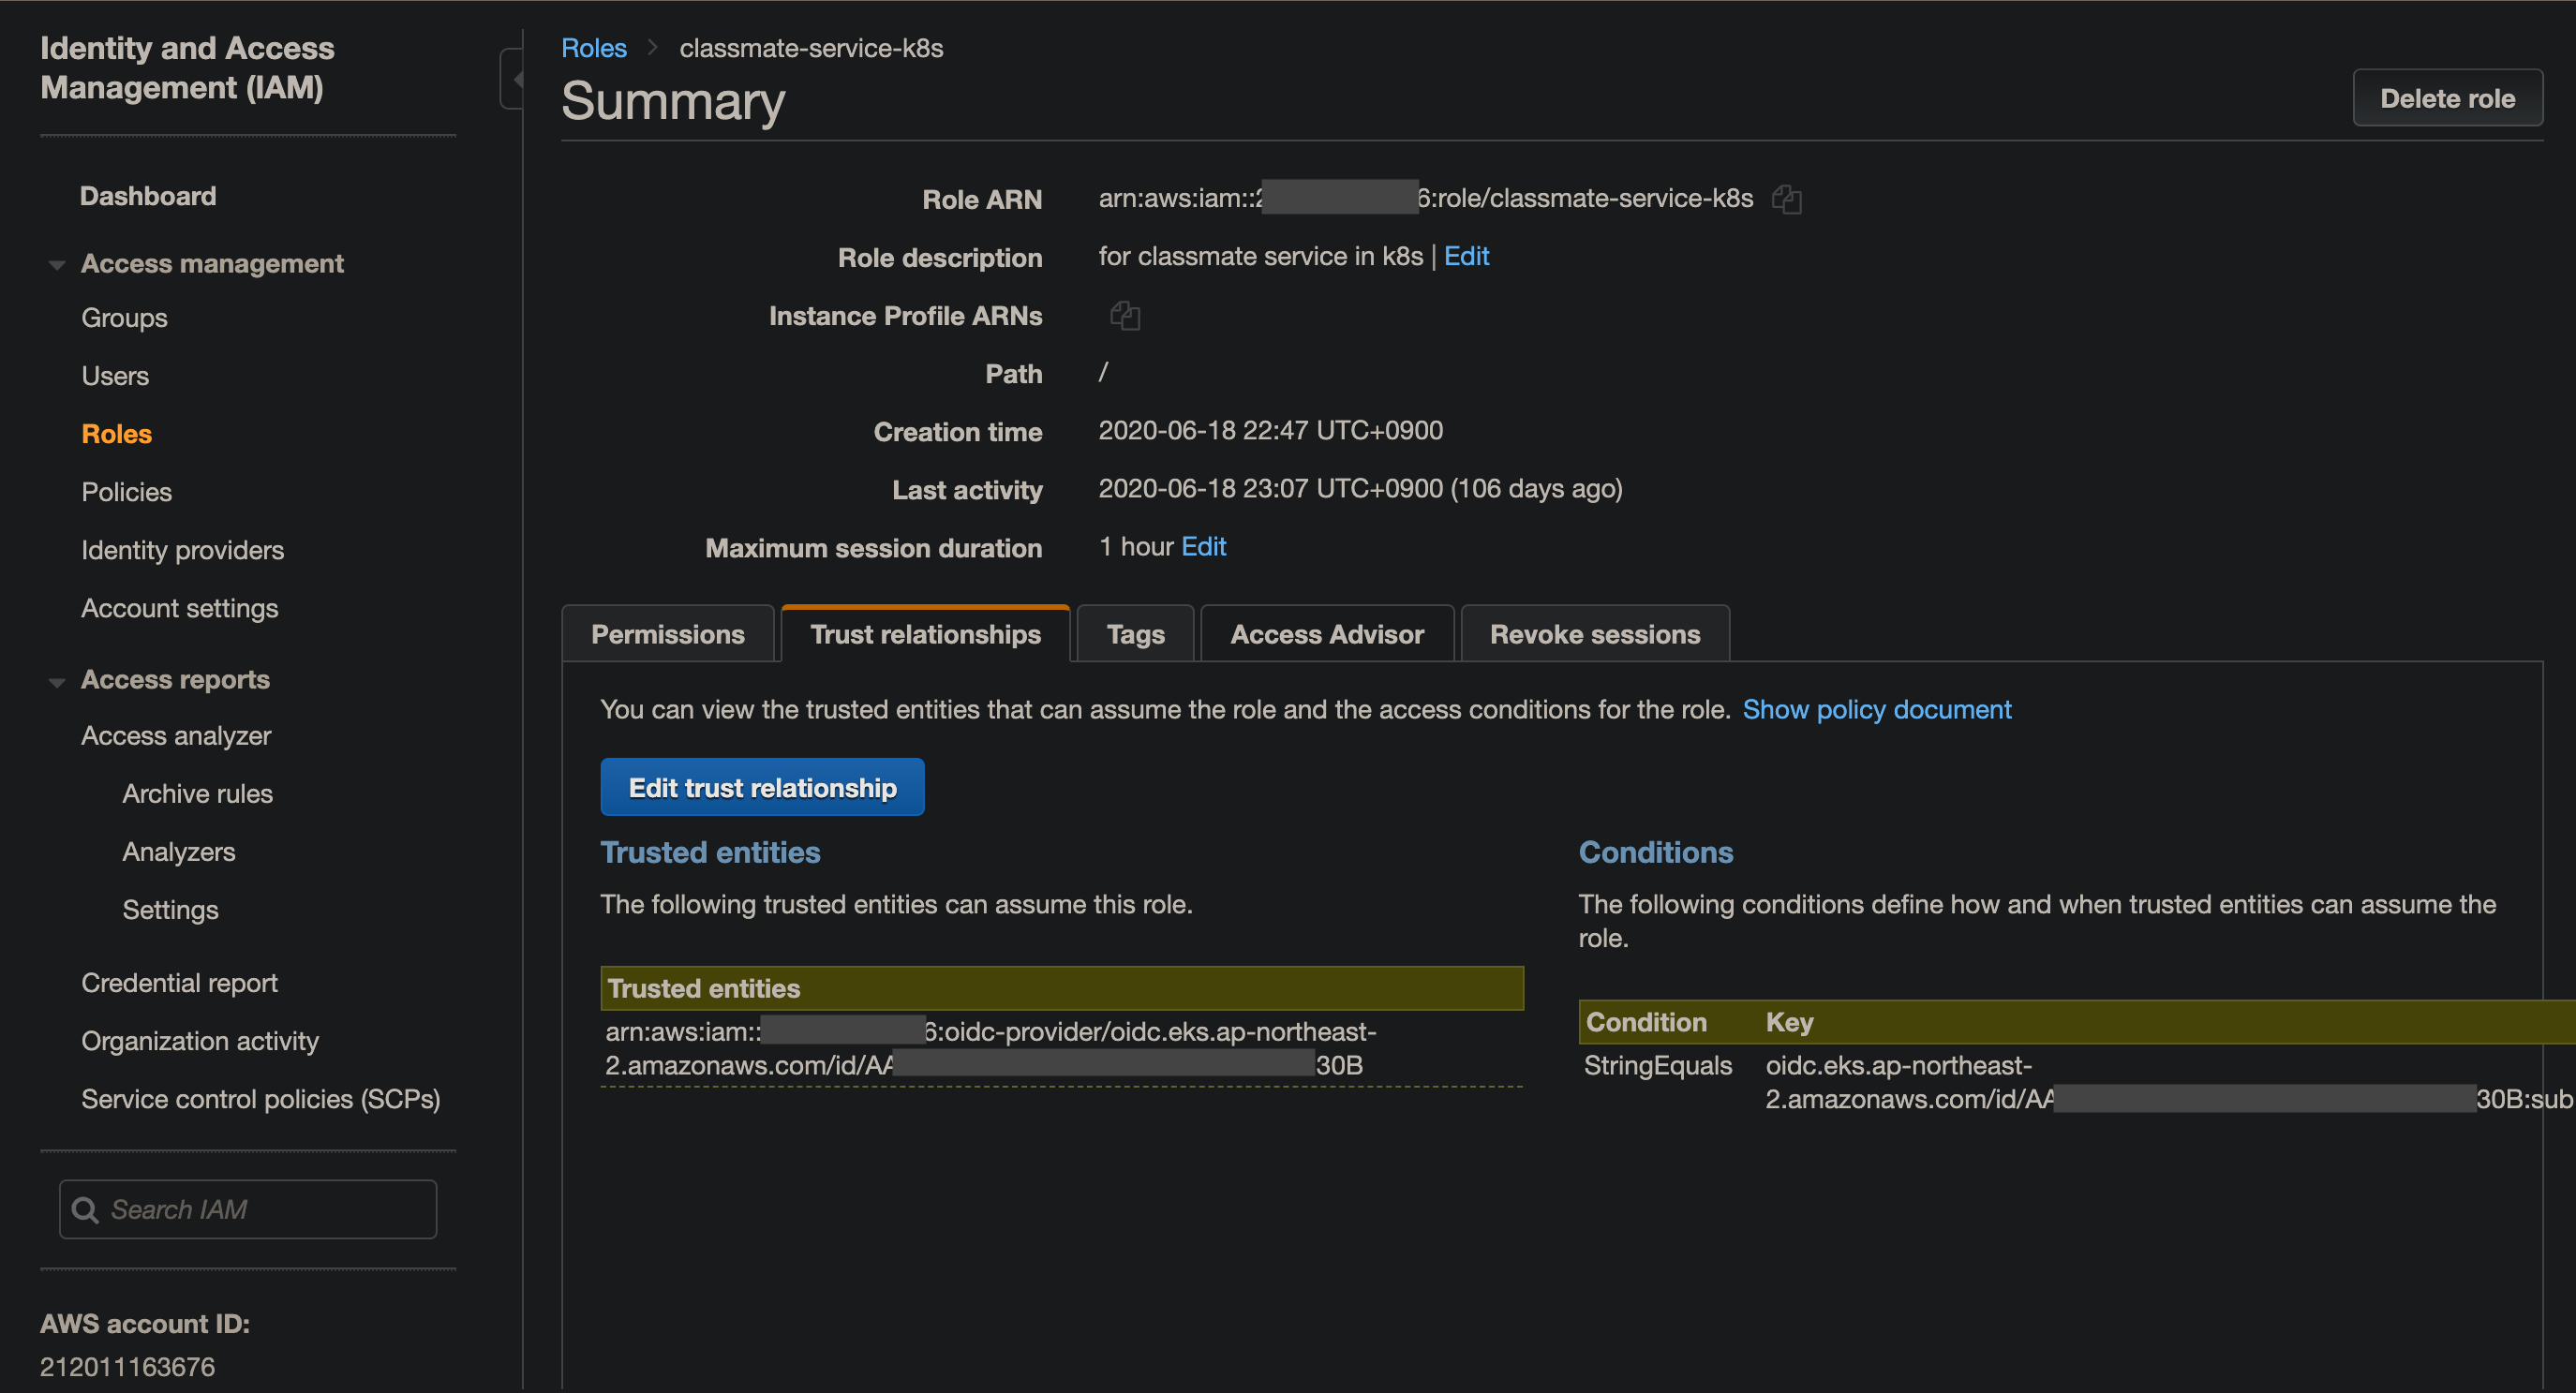 Identity and Access
Management (IAM)
Dashboard
Access management
Groups
Users
Roles
Policies
Identity providers
Account settings
Access reports
Access analyzer
Archive rules
Analyzers
Settings
Credential report
Organization activity
Service control policies (SCPs)
Search IAM
AWS account ID:
212011163676
Roles > classmate-service-k8s
Summary
Delete role
Role ARN arn:aws:iam::2 6:role/classmate-service-k8s
Role description for classmate service in k8s | Edit
Instance Profile ARNs
Path /
Creation time 2020-06-18 22:47 UTC+0900
Last activity 2020-06-18 23:07 UTC+0900 (106 days ago)
Maximum session duration 1 hour Edit
Permissions Trust relationships Tags Access Advisor Revoke sessions
You can view the trusted entities that can assume the role and the access conditions for the role. Show policy document
Edit trust relationship
Trusted entities
The following trusted entities can assume this role.
Trusted entities
arn:aws:iam:: 6:oidc-provider/oidc.eks.ap-northeast-
2.amazonaws.com/id/AA 30B
Conditions
The following conditions define how and when trusted entities can assume the
role.
Condition Key
StringEquals oidc.eks.ap-northeast-
2.amazonaws.com/id/AA 30B:sub